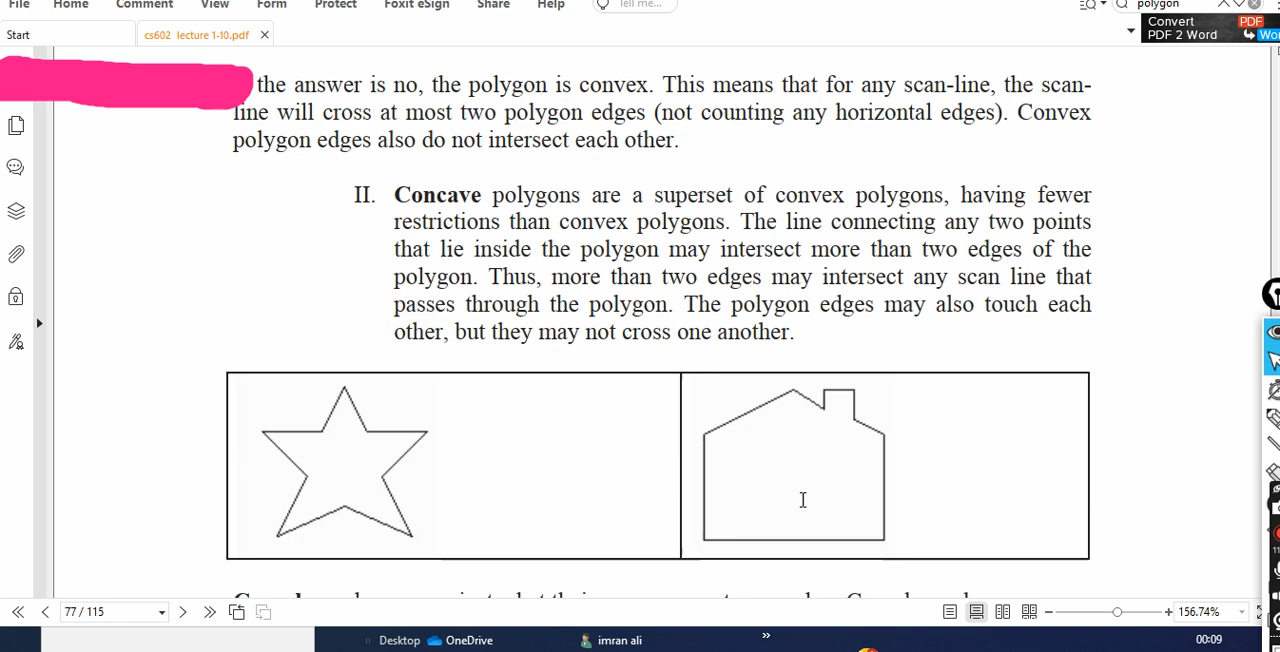 File Home Comment View Form Protect Foxit eSign Share Help Tell me... polygon
Convert PDF
PDF 2 Word
Start cs602 lecture 1-10.pdf
the answer is no, the polygon is convex. This means that for any scan-line, the scan-
line will cross at most two polygon edges (not counting any horizontal edges). Convex
polygon edges also do not intersect each other.
II. Concave polygons are a superset of convex polygons, having fewer
restrictions than convex polygons. The line connecting any two points
that lie inside the polygon may intersect more than two edges of the
polygon. Thus, more than two edges may intersect any scan line that
passes through the polygon. The polygon edges may also touch each
other, but they may not cross one another.
77 / 115 156.74%
Desktop OneDrive imran ali 00:09